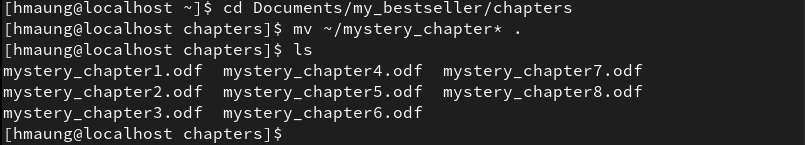 [hmaung@localhost ~]$ cd Documents/my_bestseller/chapters
[hmaung@localhost chapters]$ mv ~/mystery_chapter* .
[hmaung@localhost chapters]$ ls
mystery_chapter1.odf  mystery_chapter4.odf  mystery_chapter7.odf
mystery_chapter2.odf  mystery_chapter5.odf  mystery_chapter8.odf
mystery_chapter3.odf  mystery_chapter6.odf
[hmaung@localhost chapters]$